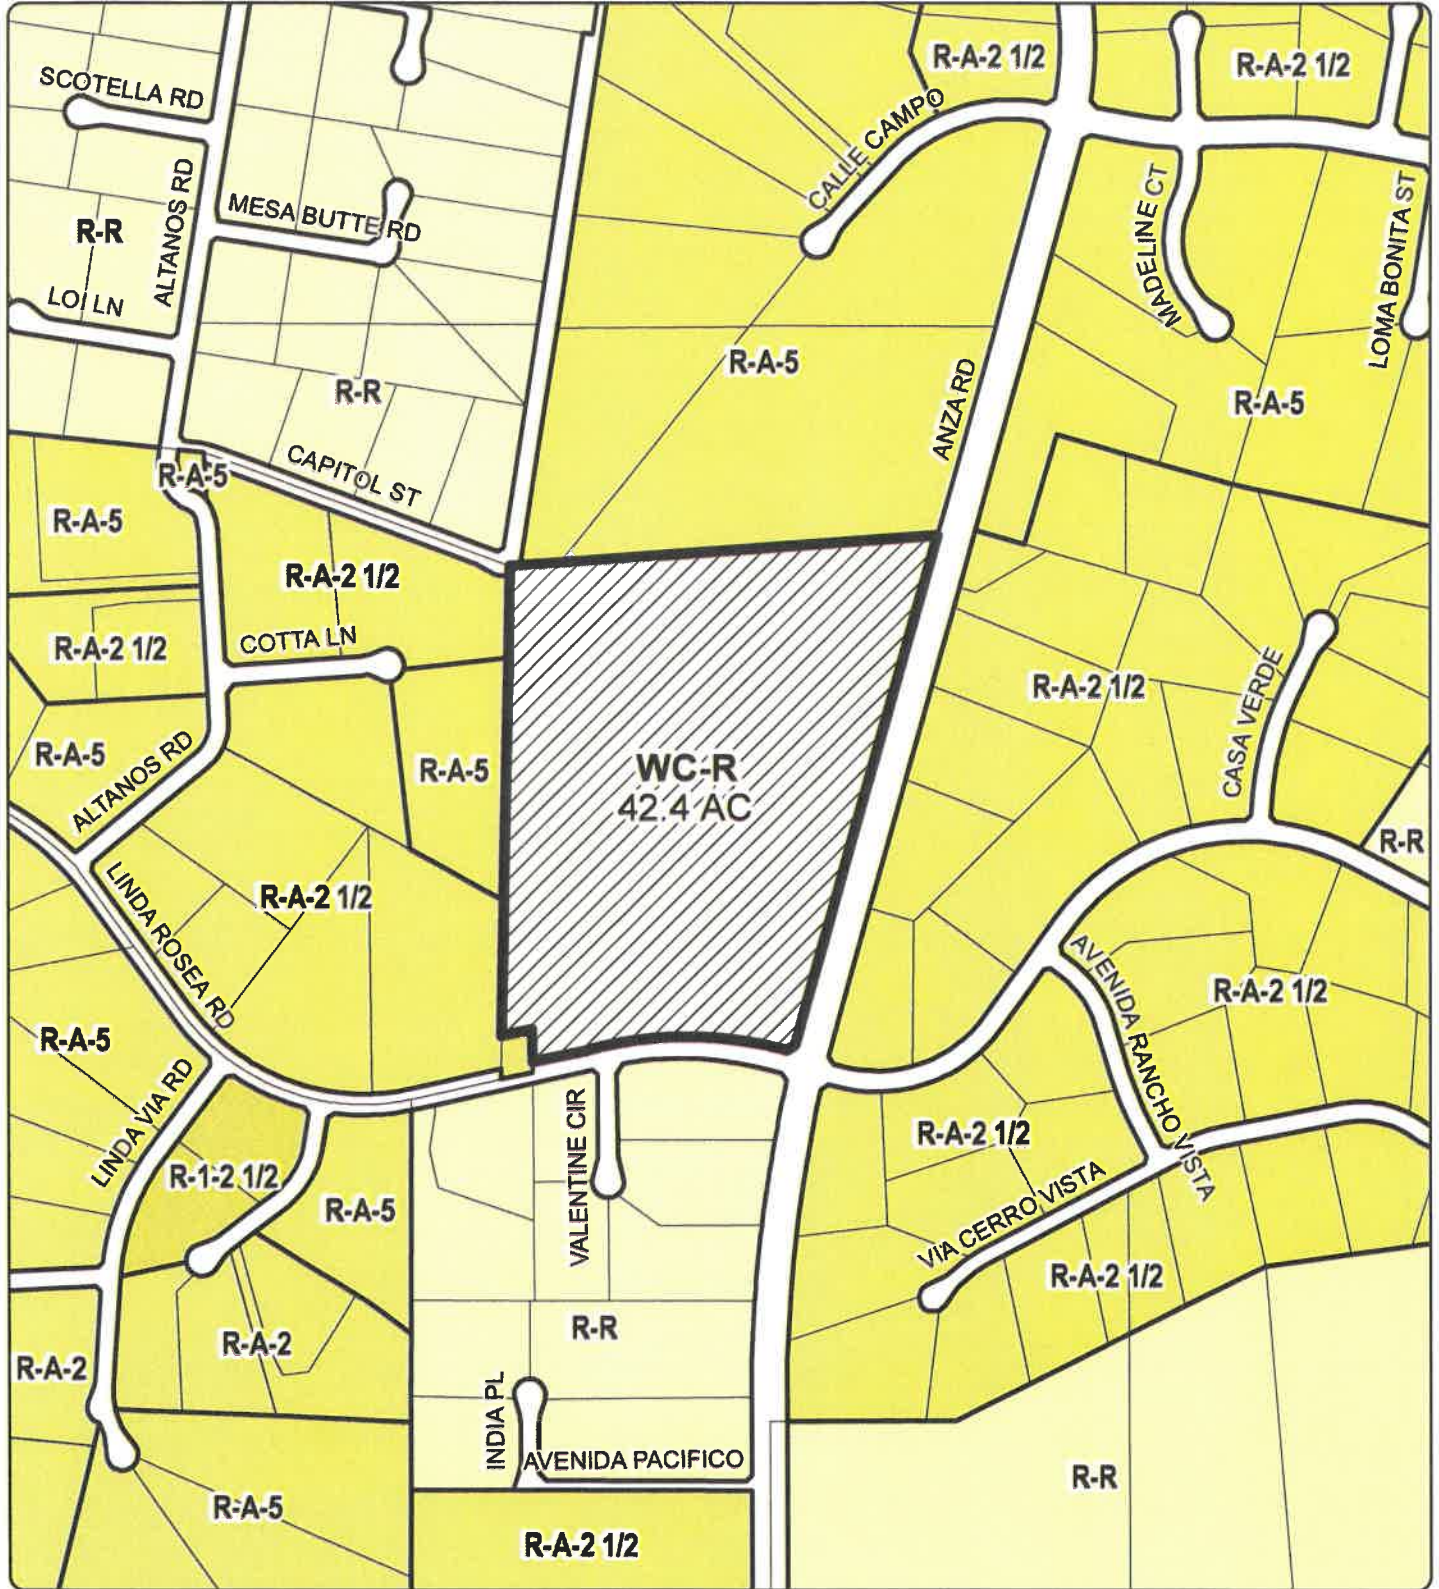 R-A-2 1/2
R-A-2 1/2
SCOTELLA RD
CALLE CAMPO
ALTANOS RD
MESA BUTTE RD
R-R
MADELINE CT
LOMA BONITA ST
LOI LN
R-A-5
R-R
ANZA RD
R-A-5
R-A-5
CAPITOL ST
R-A-5
R-A-2 1/2
COTTA LN
R-A-2 1/2
R-A-2 1/2
CASA VERDE
R-A-5
ALTANOS RD
R-A-5
WC-R
42.4 AC
R-R
LINDA ROSEA RD
R-A-2 1/2
AVENIDA RANCHO VISTA
R-A-2 1/2
R-A-5
LINDA VIA RD
VALENTINE CIR
R-A-2 1/2
R-1-2 1/2
R-A-5
VIA CERRO VISTA
R-A-2 1/2
R-R
R-A-2
R-A-2
INDIA PL
AVENIDA PACIFICO
R-R
R-A-5
R-A-2 1/2